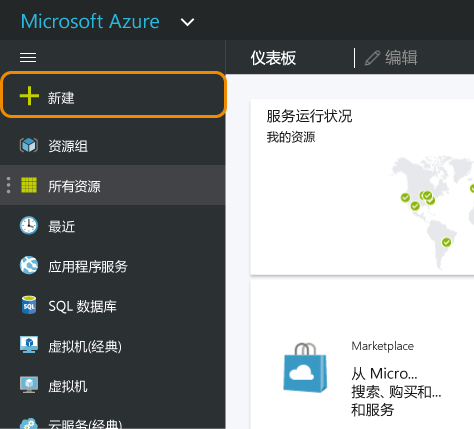 Microsoft Azure
仪表板
编辑
新建
资源组
所有资源
最近
应用程序服务
SQL 数据库
虚拟机(经典)
虚拟机
云服务(经典)
服务运行状况
我的资源
Marketplace
从 Micro...
搜索、购买和...
和服务